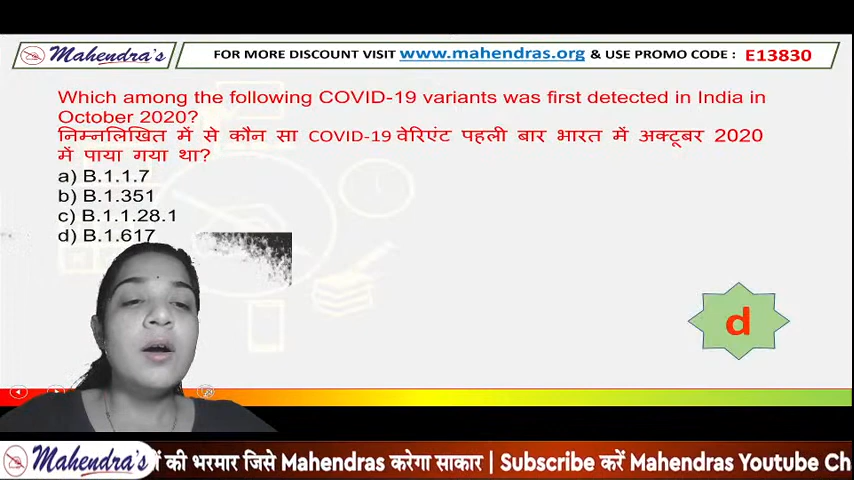 Mahendra's
FOR MORE DISCOUNT VISIT www.mahendras.org & USE PROMO CODE : E13830
Which among the following COVID-19 variants was first detected in India in
October 2020?
निम्नलिखित में से कौन सा COVID-19 वेरिएंट पहली बार भारत में अक्टूबर 2020
में पाया गया था?
a) B.1.1.7
b) B.1.351
c) B.1.1.28.1
d) B.1.617
d
Mahendra's
की भरमार जिसे Mahendras करेगा साकार | Subscribe करें Mahendras Youtube Ch